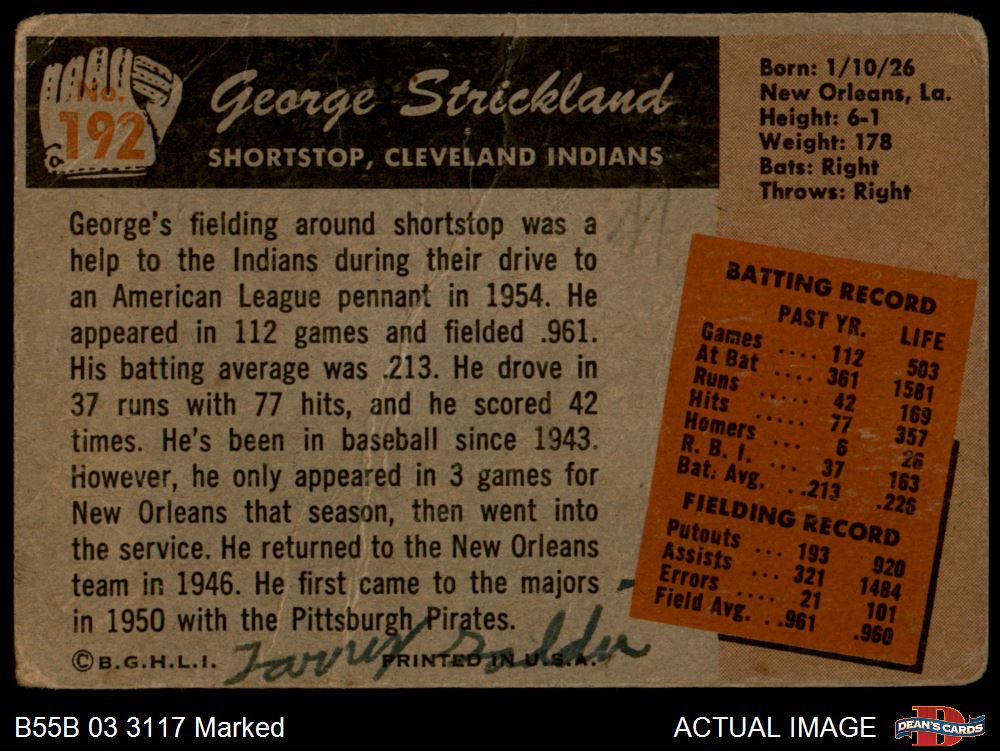 No.
192
George Strickland
SHORTSTOP, CLEVELAND INDIANS
Born: 1/10/26
New Orleans, La.
Height: 6-1
Weight: 178
Bats: Right
Throws: Right
George's fielding around shortstop was a
help to the Indians during their drive to
an American League pennant in 1954. He
appeared in 112 games and fielded .961.
His batting average was .213. He drove in
37 runs with 77 hits, and he scored 42
times. He's been in baseball since 1943.
However, he only appeared in 3 games for
New Orleans that season, then went into
the service. He returned to the New Orleans
team in 1946. He first came to the majors
in 1950 with the Pittsburgh Pirates.
© B.G.H.L.I. PRINTED IN U.S.A.
BATTING RECORD
PAST YR. LIFE
Games .... 112 503
At Bat .... 361 1581
Runs ..... 42 169
Hits ..... 77 357
Homers ... 6 26
R. B. I. ... 37 163
Bat. Avg. ...213 .226
FIELDING RECORD
Putouts ... 193 920
Assists ... 321 1484
Errors .... 21 101
Field Avg. ..961 .960
B55B 03 3117 Marked
ACTUAL IMAGE
DEAN'S CARDS